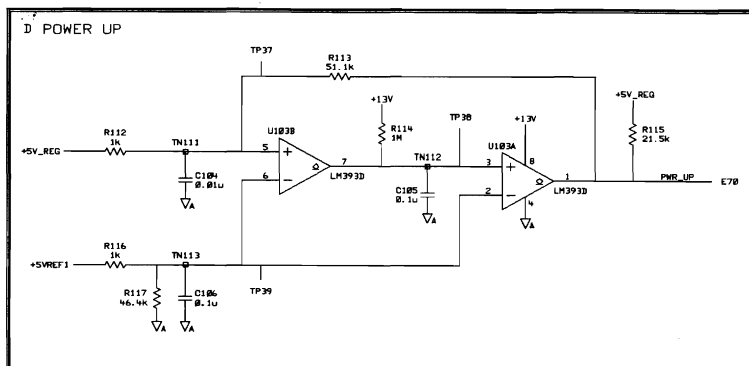 D POWER UP
TP37
R113
51.1k
+13V
R114
1M
TP38
+13V
+5V_REG
R115
21.5k
+5V_REG
R112
1k
TN111
U103B
5
+
6
−
7
LM393D
C104
0.01u
A
TN112
C105
0.1u
A
U103A
3
+
2
−
8
4
1
LM393D
A
PWR_UP
E70
+5VREF1
R116
1k
TN113
R117
46.4k
C106
0.1u
A
A
TP39